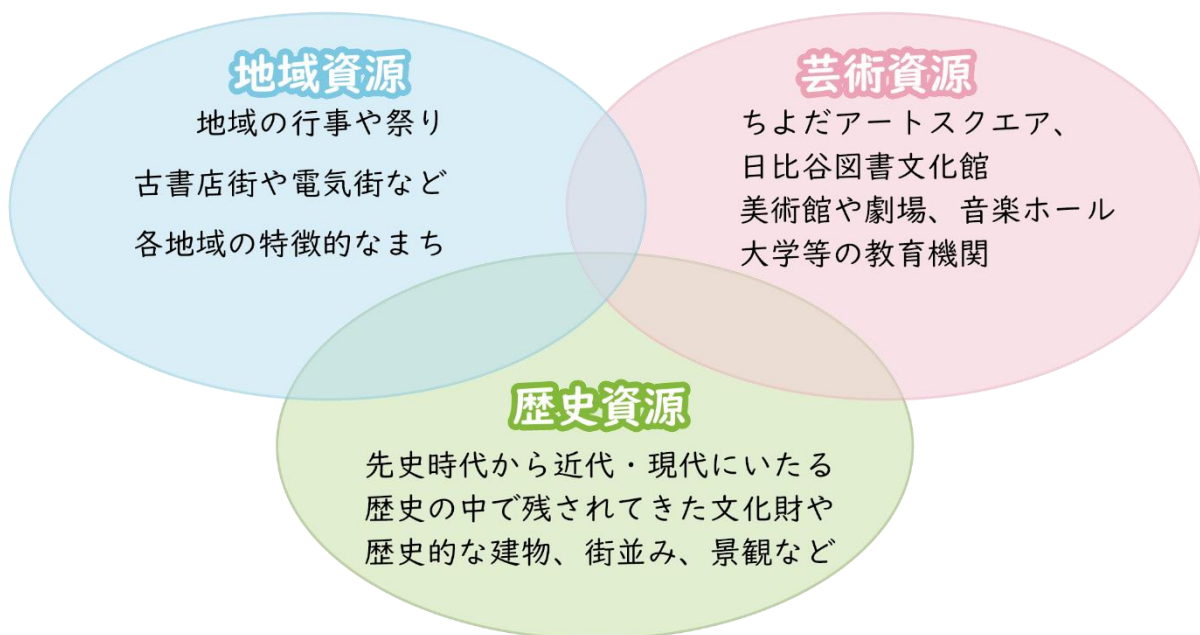 地域資源
地域の行事や祭り
古書店街や電気街など
各地域の特徴的なまち
芸術資源
ちよだアートスクエア、
日比谷図書文化館
美術館や劇場、音楽ホール
大学等の教育機関
歴史資源
先史時代から近代・現代にいたる
歴史の中で残されてきた文化財や
歴史的な建物、街並み、景観など